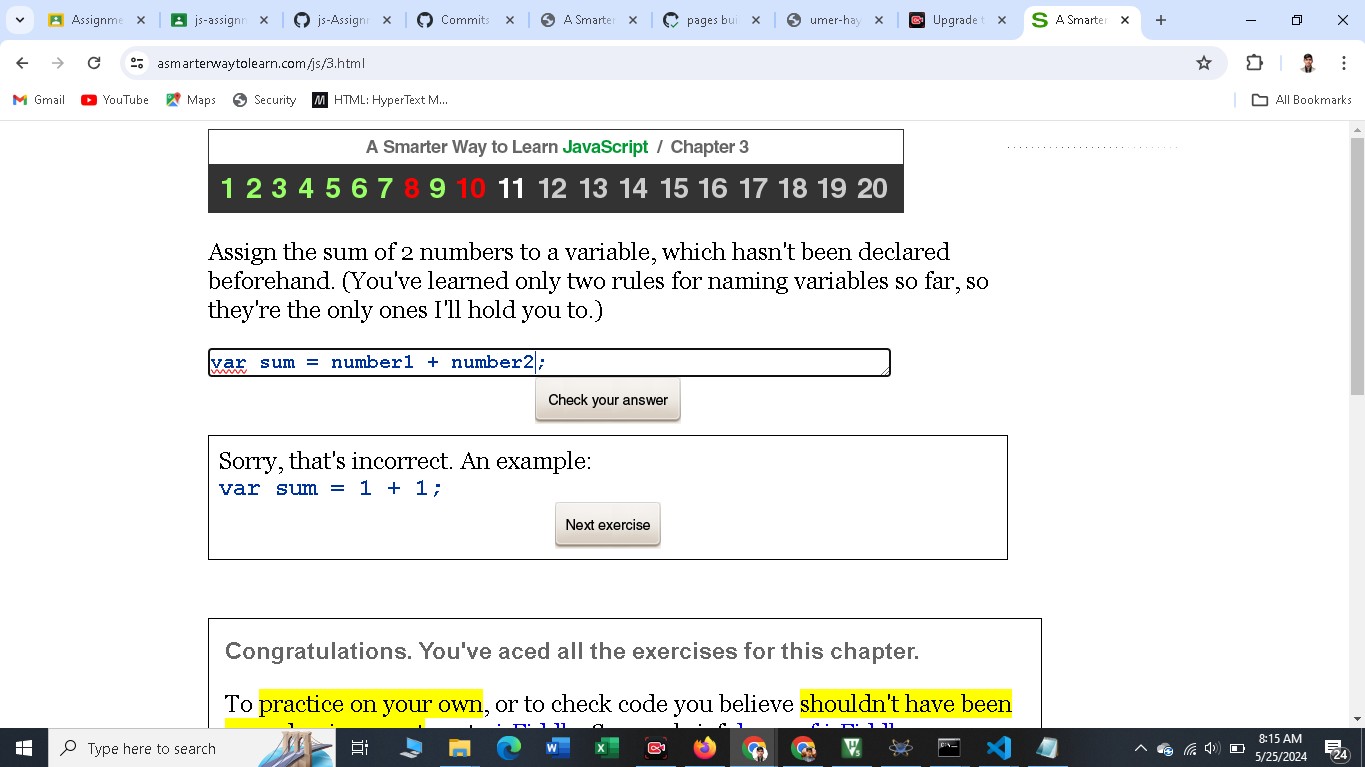 Assignme
js-assignn
js-Assignn
Commits
A Smarter
pages bui
umer-hay
Upgrade t
A Smarter
asmarterwaytolearn.com/js/3.html
Gmail
YouTube
Maps
Security
HTML: HyperText M...
All Bookmarks
A Smarter Way to Learn JavaScript / Chapter 3
1 2 3 4 5 6 7 8 9 10 11 12 13 14 15 16 17 18 19 20
Assign the sum of 2 numbers to a variable, which hasn't been declared
beforehand. (You've learned only two rules for naming variables so far, so
they're the only ones I'll hold you to.)
var sum = number1 + number2;
Check your answer
Sorry, that's incorrect. An example:
var sum = 1 + 1;
Next exercise
Congratulations. You've aced all the exercises for this chapter.
To practice on your own, or to check code you believe shouldn't have been
Type here to search
8:15 AM
5/25/2024
24